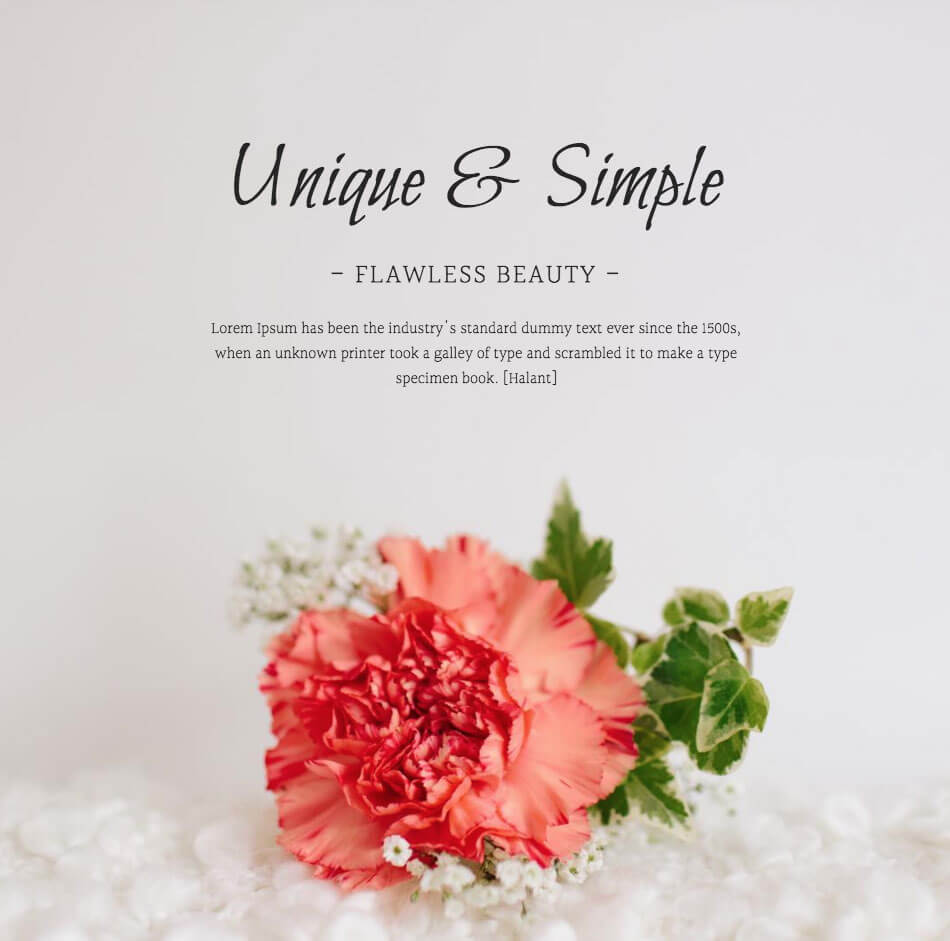 Unique & Simple
- FLAWLESS BEAUTY -
Lorem Ipsum has been the industry's standard dummy text ever since the 1500s,
when an unknown printer took a galley of type and scrambled it to make a type
specimen book. [Halant]